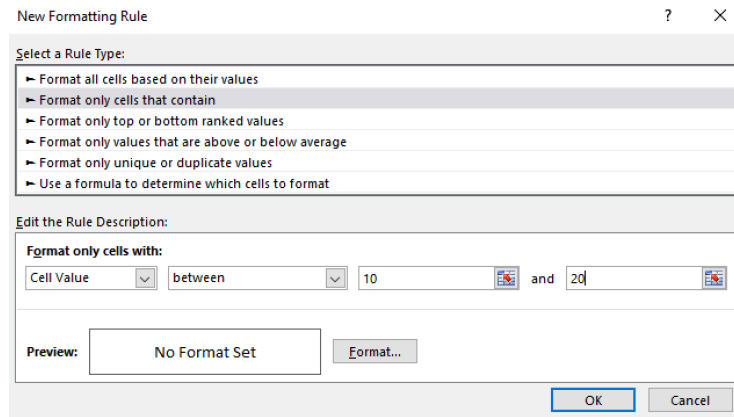 New Formatting Rule ? ×
Select a Rule Type:
► Format all cells based on their values
► Format only cells that contain
► Format only top or bottom ranked values
► Format only values that are above or below average
► Format only unique or duplicate values
► Use a formula to determine which cells to format
Edit the Rule Description:
Format only cells with:
Cell Value between 10 and 20
Preview: No Format Set Format...
OK Cancel